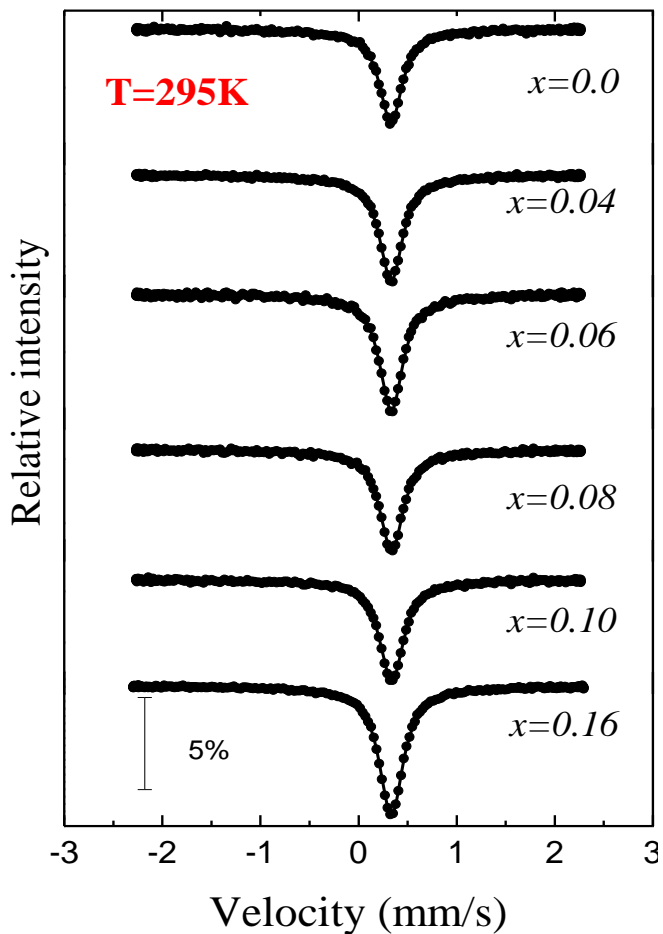 T=295K
x=0.0
x=0.04
x=0.06
x=0.08
x=0.10
x=0.16
5%
Relative intensity
-3 -2 -1 0 1 2 3
Velocity (mm/s)